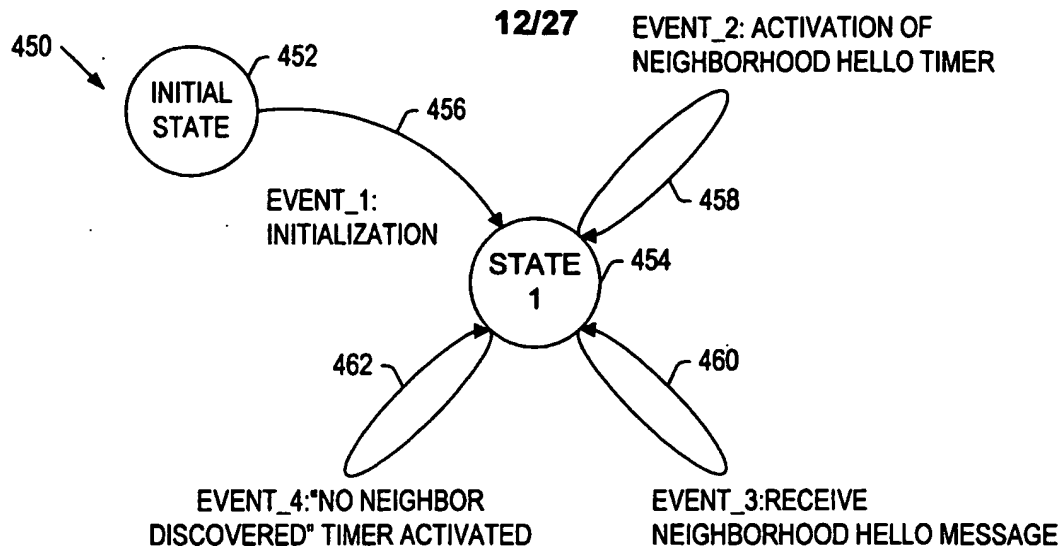 12/27
450
452
INITIAL
STATE
456
EVENT_1:
INITIALIZATION
EVENT_2: ACTIVATION OF
NEIGHBORHOOD HELLO TIMER
458
STATE
1
454
462
460
EVENT_4:"NO NEIGHBOR
DISCOVERED" TIMER ACTIVATED
EVENT_3:RECEIVE
NEIGHBORHOOD HELLO MESSAGE